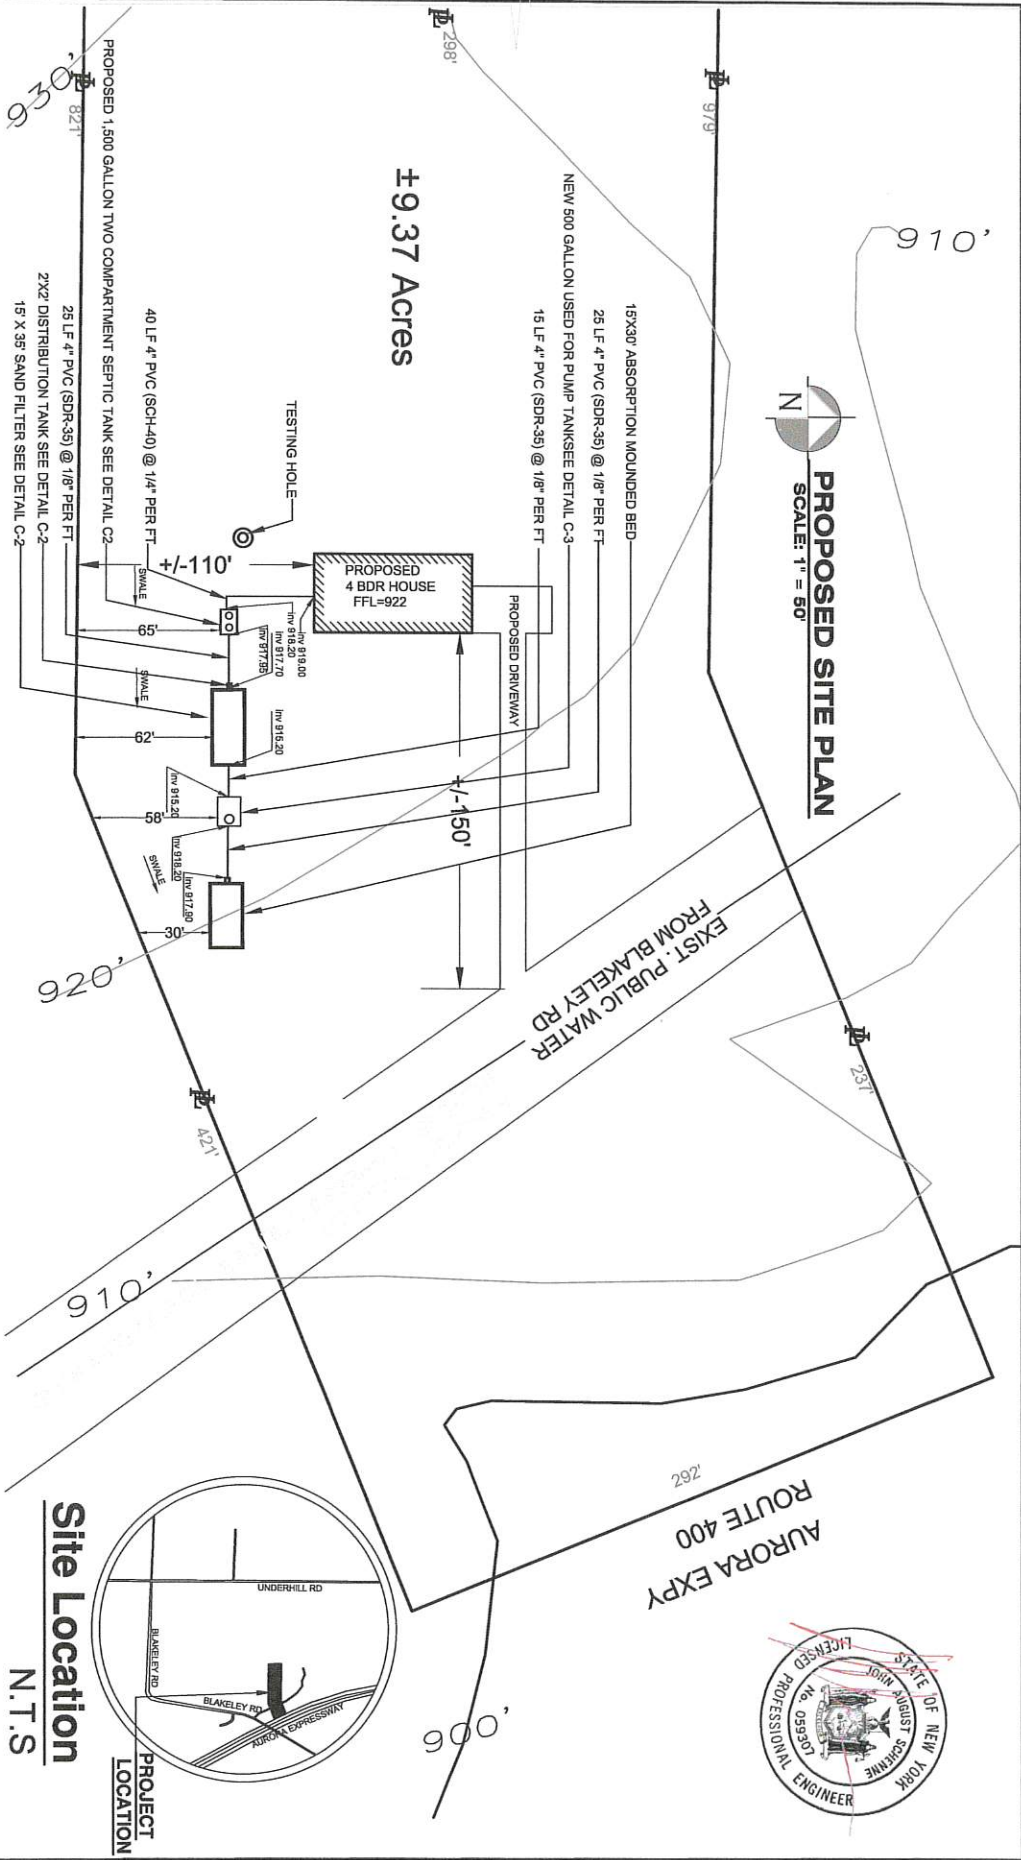 PROPOSED SITE PLAN
SCALE: 1" = 50'
N
910'
979'
298'
821'
930'
±9.37 Acres
15'X30' ABSORPTION MOUNDED BED
25 LF 4" PVC (SDR-35) @ 1/8" PER FT
NEW 500 GALLON USED FOR PUMP TANKSEE DETAIL C-3
15 LF 4" PVC (SDR-35) @ 1/8" PER FT
TESTING HOLE
40 LF 4" PVC (SCH-40) @ 1/4" PER FT
PROPOSED 1,500 GALLON TWO COMPARTMENT SEPTIC TANK SEE DETAIL C2
25 LF 4" PVC (SDR-35) @ 1/8" PER FT
2'X2' DISTRIBUTION TANK SEE DETAIL C-2
15' X 35' SAND FILTER SEE DETAIL C-2
PROPOSED
4 BDR HOUSE
FFL=922
PROPOSED DRIVEWAY
+/-110'
+/-150'
inv 919.00
inv 918.20
inv 917.70
inv 917.95
inv 915.20
inv 915.20
inv 918.20
inv 917.90
SWALE
SWALE
SWALE
65'
62'
58'
30'
920'
EXIST. PUBLIC WATER
FROM BLAKELEY RD
237'
421'
910'
292'
AURORA EXPY
ROUTE 400
900'
UNDERHILL RD
BLAKELEY RD
BLAKELEY RD
AURORA EXPRESSWAY
PROJECT
LOCATION
Site Location
N.T.S
STATE OF NEW YORK
JOHN AUGUST SCHENNE
No. 059307
LICENSED PROFESSIONAL ENGINEER